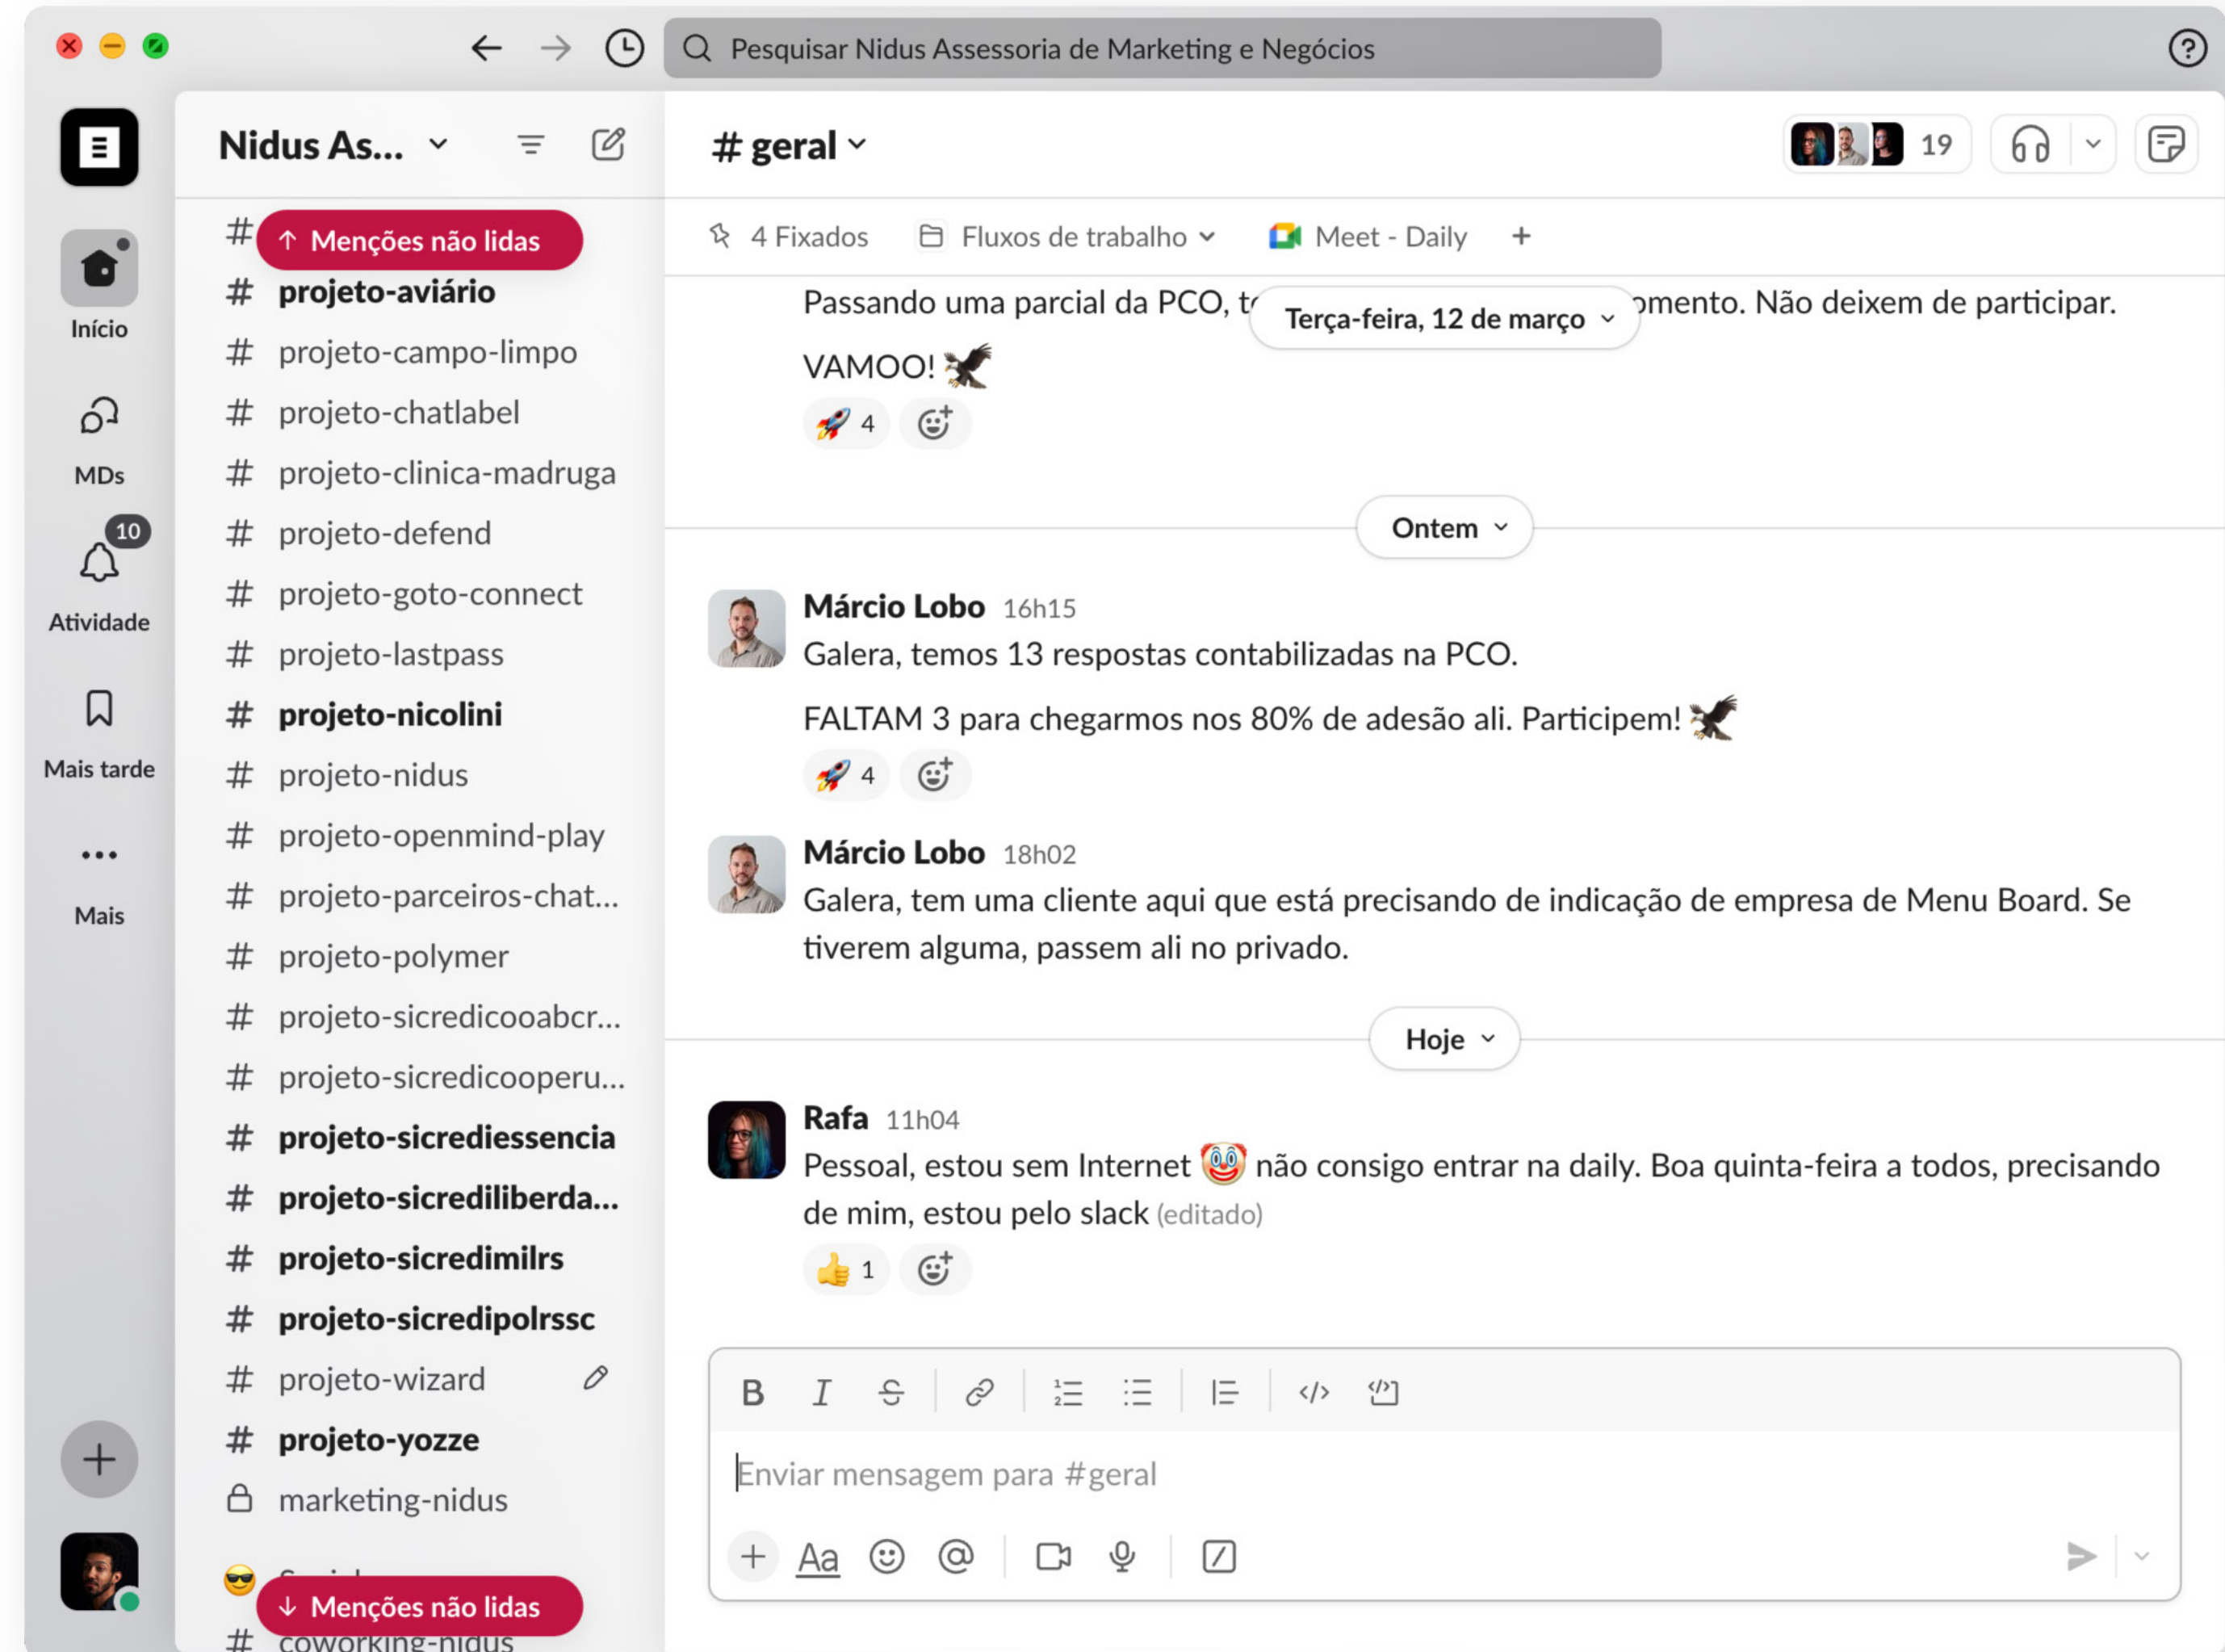 Pesquisar Nidus Assessoria de Marketing e Negócios
Início
MDs
10
Atividade
Mais tarde
Mais
Nidus As...
#
↑ Menções não lidas
# projeto-aviário
# projeto-campo-limpo
# projeto-chatlabel
# projeto-clinica-madruga
# projeto-defend
# projeto-goto-connect
# projeto-lastpass
# projeto-nicolini
# projeto-nidus
# projeto-openmind-play
# projeto-parceiros-chat...
# projeto-polymer
# projeto-sicredicooabcr...
# projeto-sicredicooperu...
# projeto-sicrediessencia
# projeto-sicrediliberda...
# projeto-sicredimilrs
# projeto-sicredipolrssc
# projeto-wizard
# projeto-yozze
marketing-nidus
↓ Menções não lidas
# coworking-nidus
# geral
19
4 Fixados
Fluxos de trabalho
Meet - Daily
+
Terça-feira, 12 de março
Passando uma parcial da PCO, omento. Não deixem de participar.
VAMOO!
4
Ontem
Márcio Lobo 16h15
Galera, temos 13 respostas contabilizadas na PCO.
FALTAM 3 para chegarmos nos 80% de adesão ali. Participem!
4
Márcio Lobo 18h02
Galera, tem uma cliente aqui que está precisando de indicação de empresa de Menu Board. Se
tiverem alguma, passem ali no privado.
Hoje
Rafa 11h04
Pessoal, estou sem Internet 🤡 não consigo entrar na daily. Boa quinta-feira a todos, precisando
de mim, estou pelo slack (editado)
1
B I S
Enviar mensagem para #geral
+ Aa @